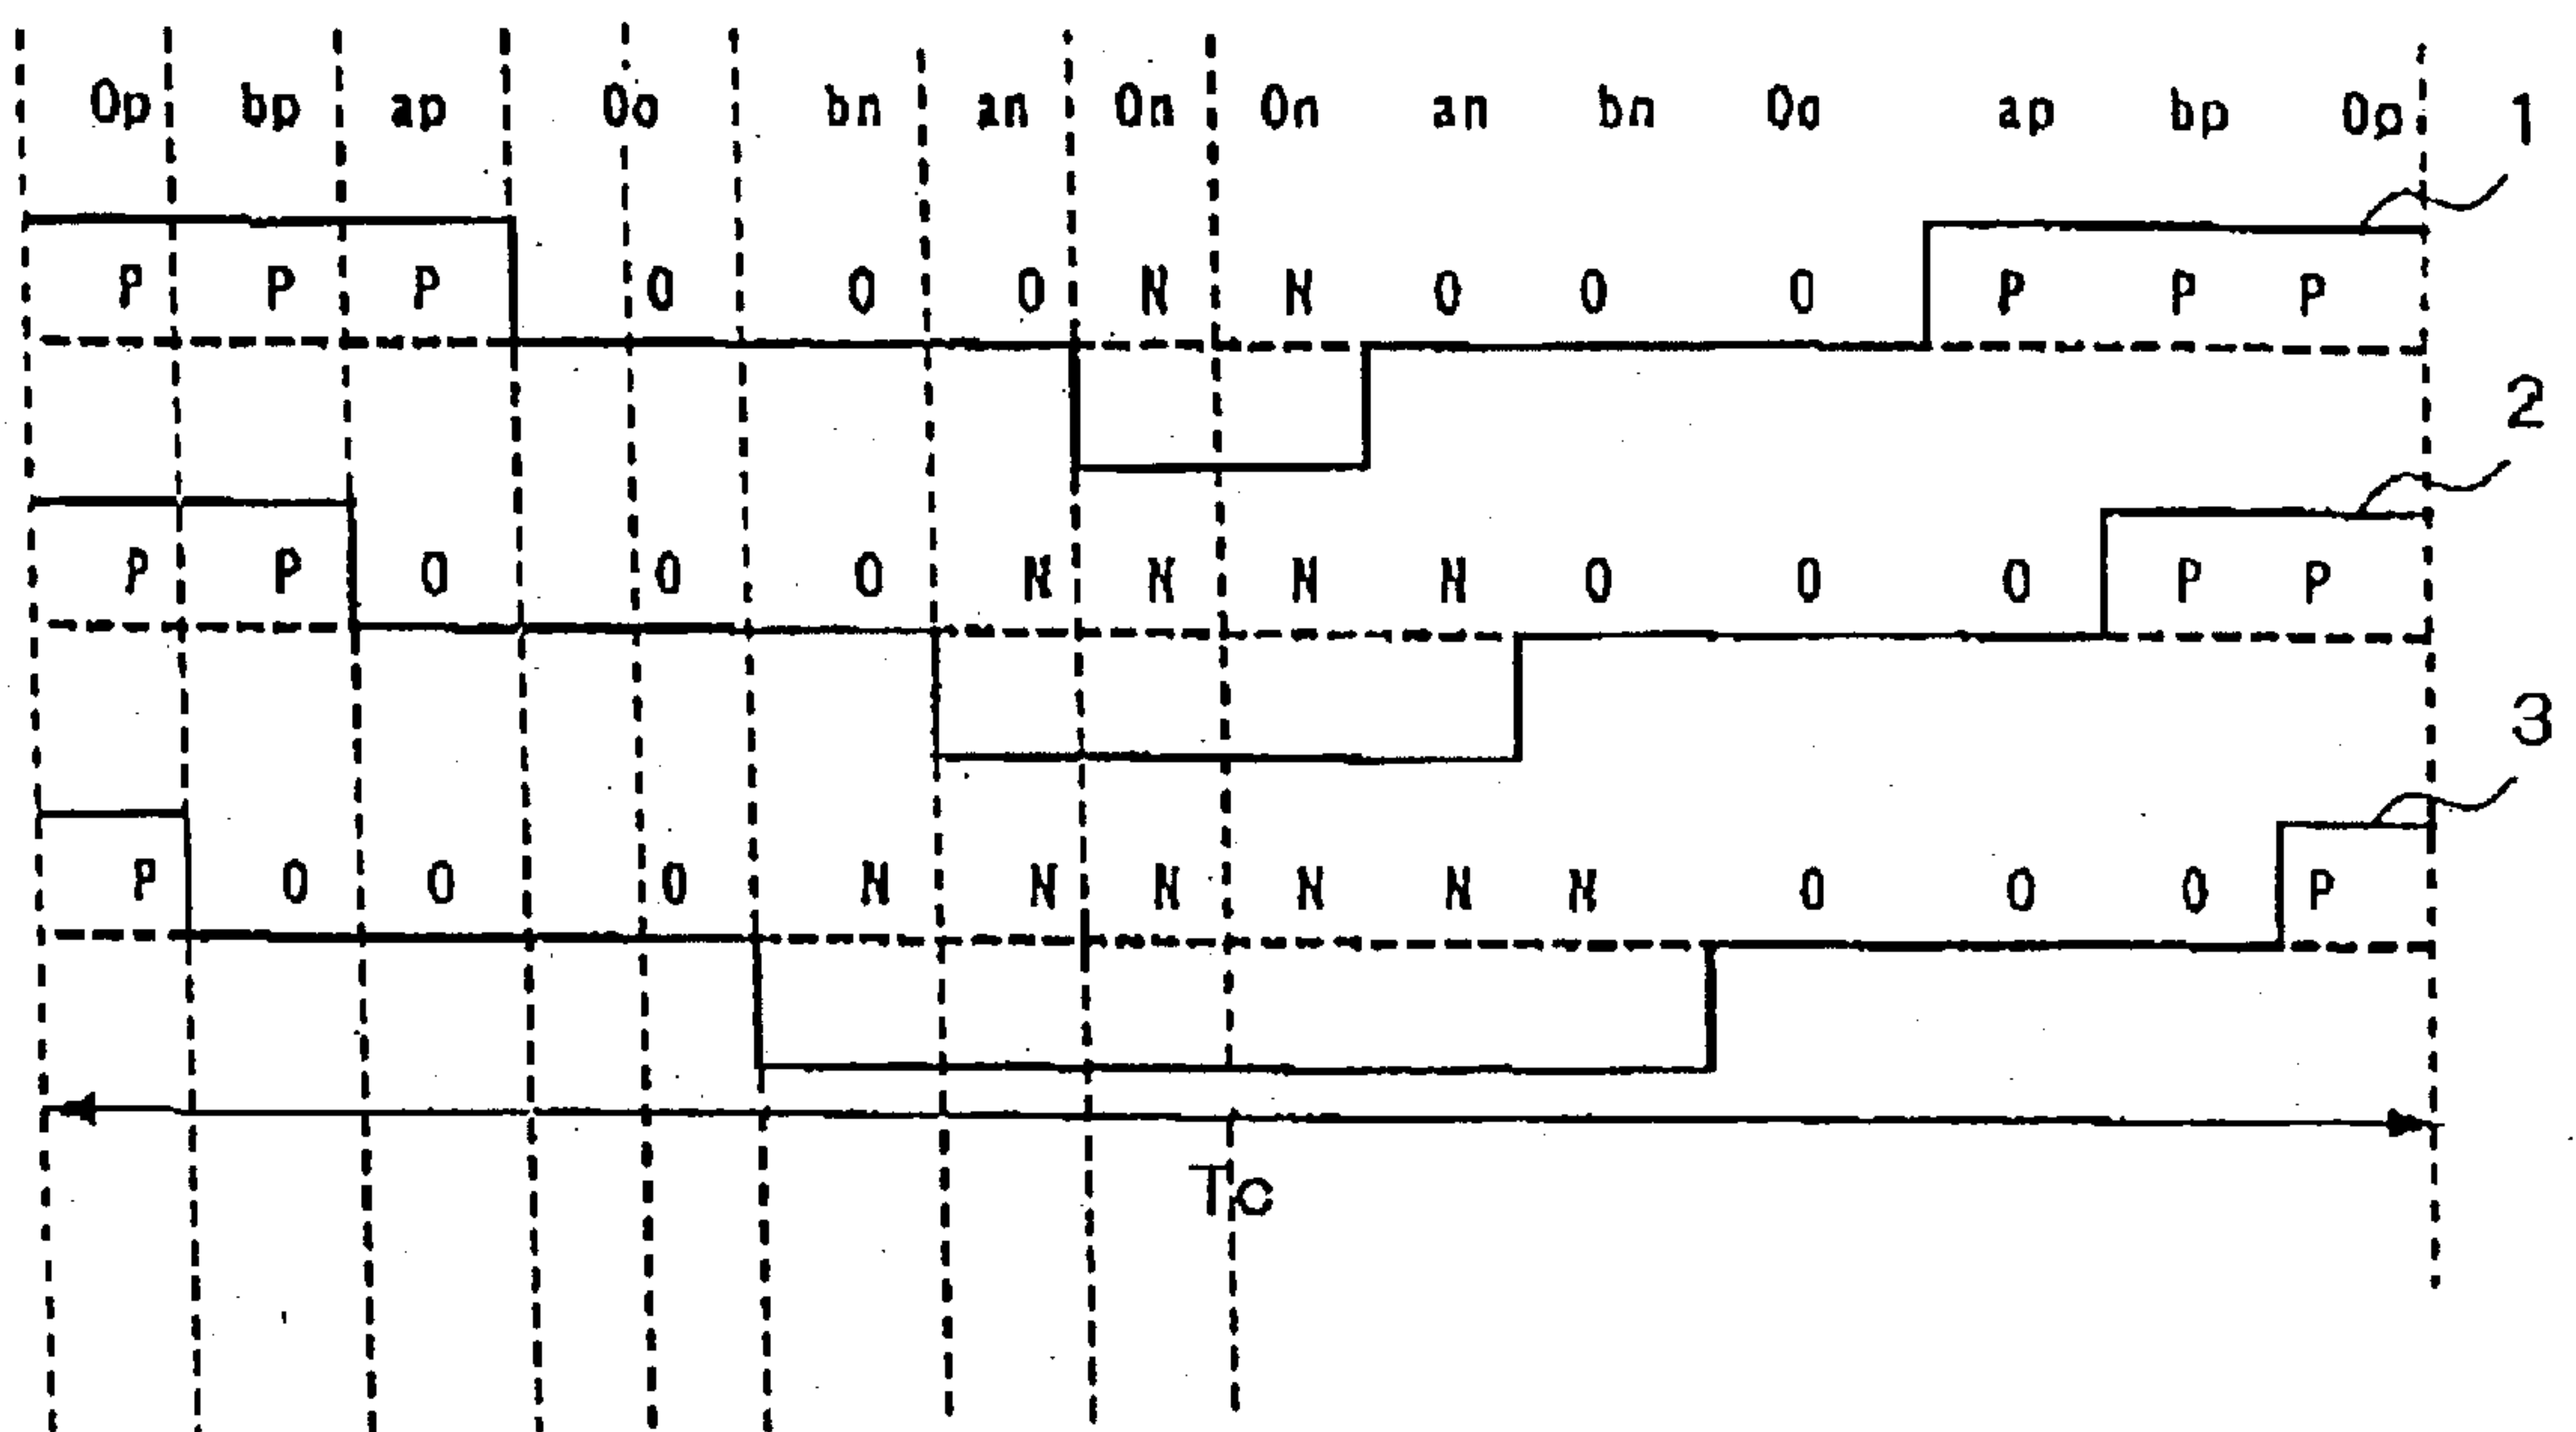 Op bp ap Oo bn an On On an bn Oo ap bp Op 1
P P P O O O N N O O O P P P
2
P P O O O N N N N O O O P P
3
P O O O N N N N N N O O O P
Tc